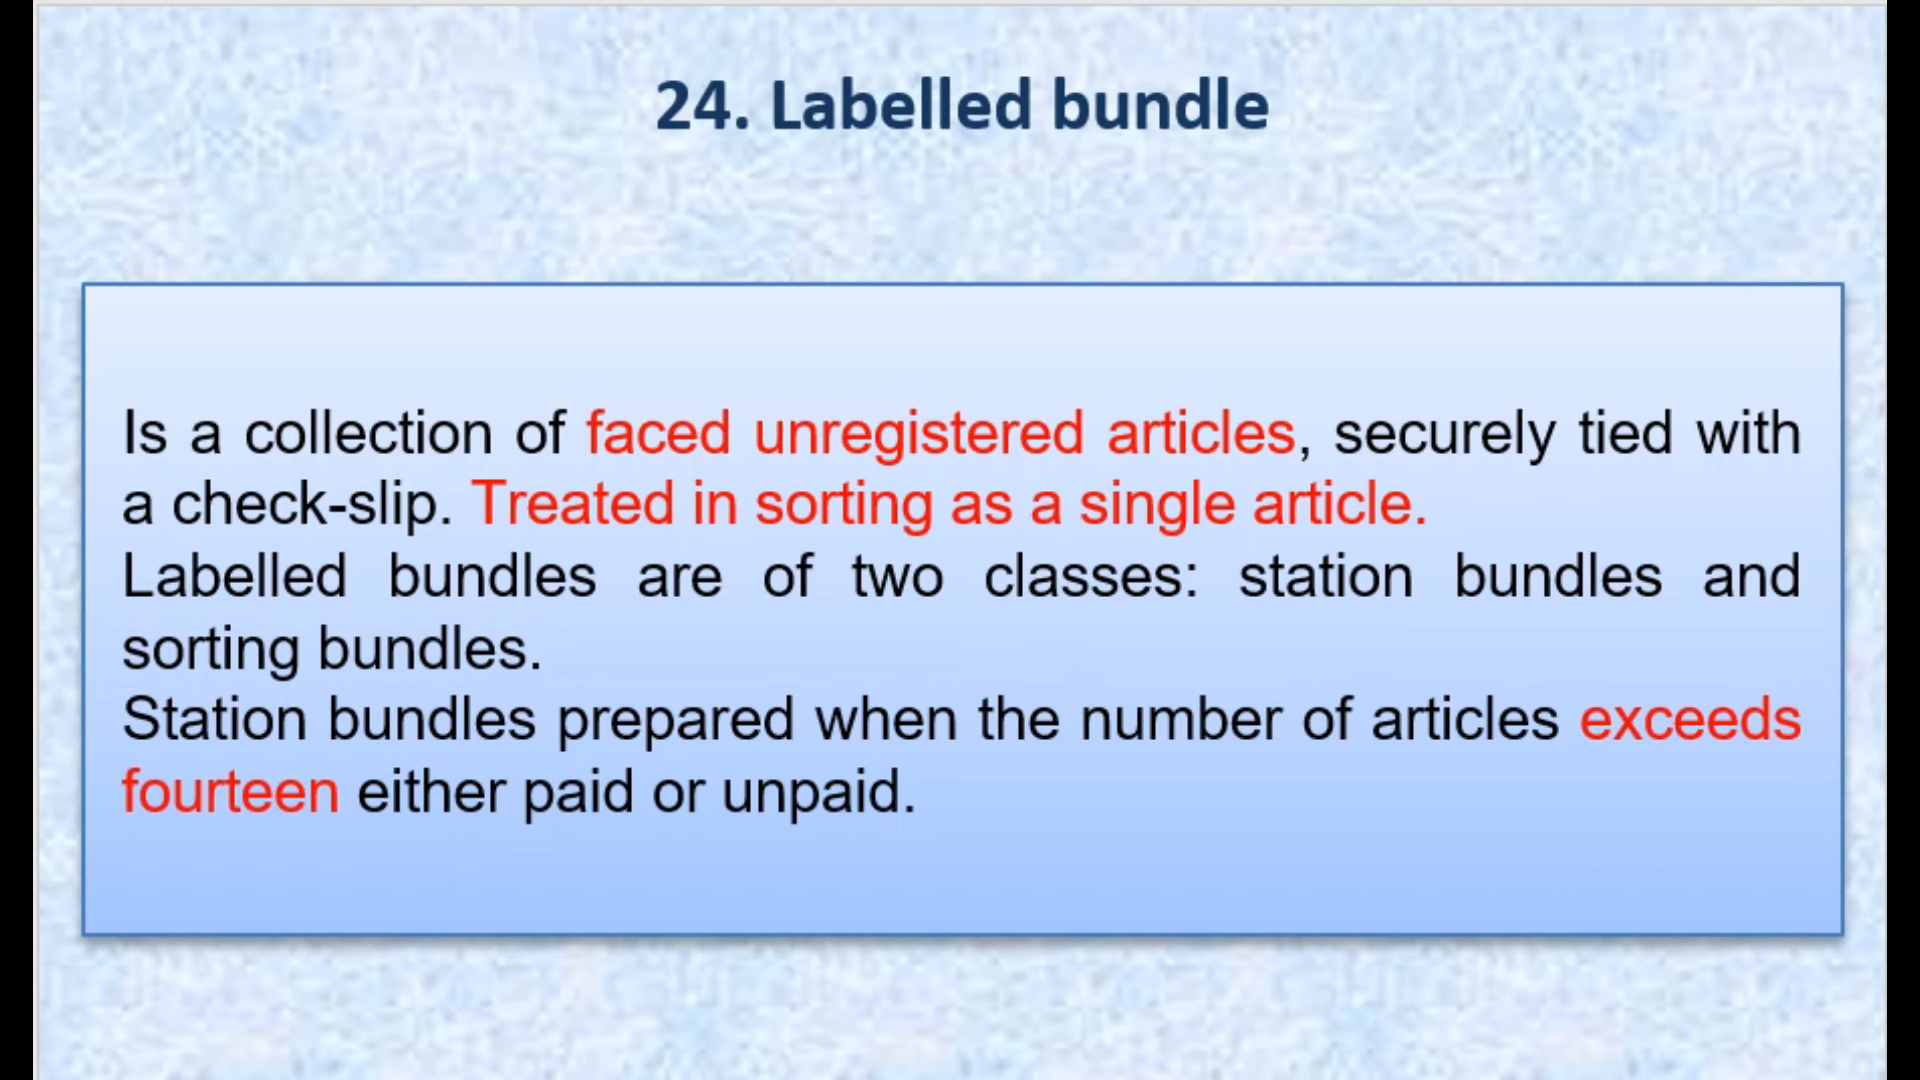 24. Labelled bundle
Is a collection of faced unregistered articles, securely tied with
a check-slip. Treated in sorting as a single article.
Labelled bundles are of two classes: station bundles and
sorting bundles.
Station bundles prepared when the number of articles exceeds
fourteen either paid or unpaid.